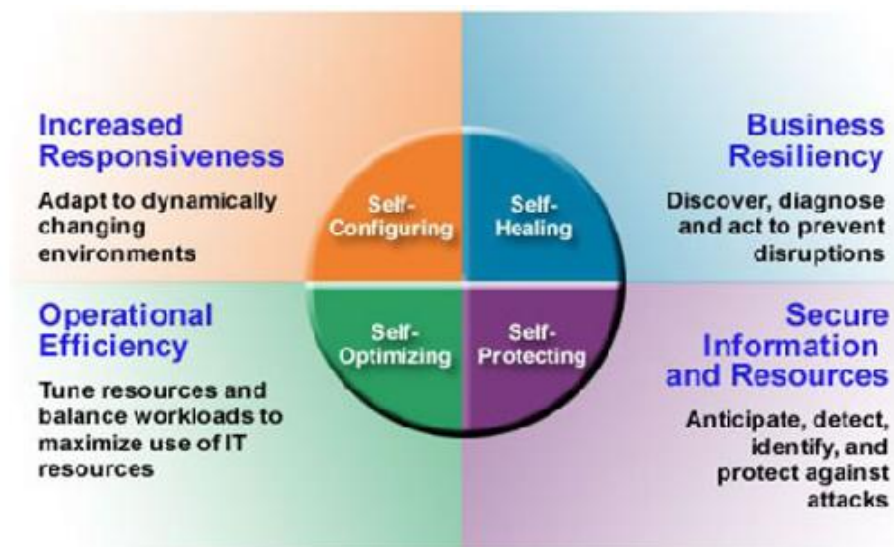 Increased
Responsiveness
Adapt to dynamically
changing
environments
Self-
Configuring
Self-
Healing
Business
Resiliency
Discover, diagnose
and act to prevent
disruptions
Operational
Efficiency
Tune resources and
balance workloads to
maximize use of IT
resources
Self-
Optimizing
Self-
Protecting
Secure
Information
and Resources
Anticipate, detect,
identify, and
protect against
attacks